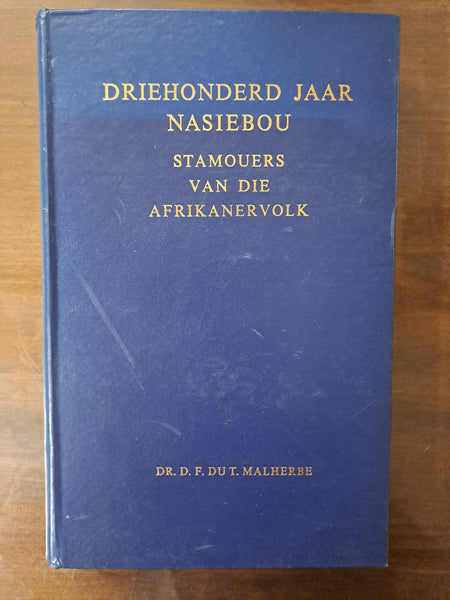 DRIEHONDERD JAAR
NASIEBOU
STAMOUERS
VAN DIE
AFRIKANERVOLK
DR. D. F. DU T. MALHERBE